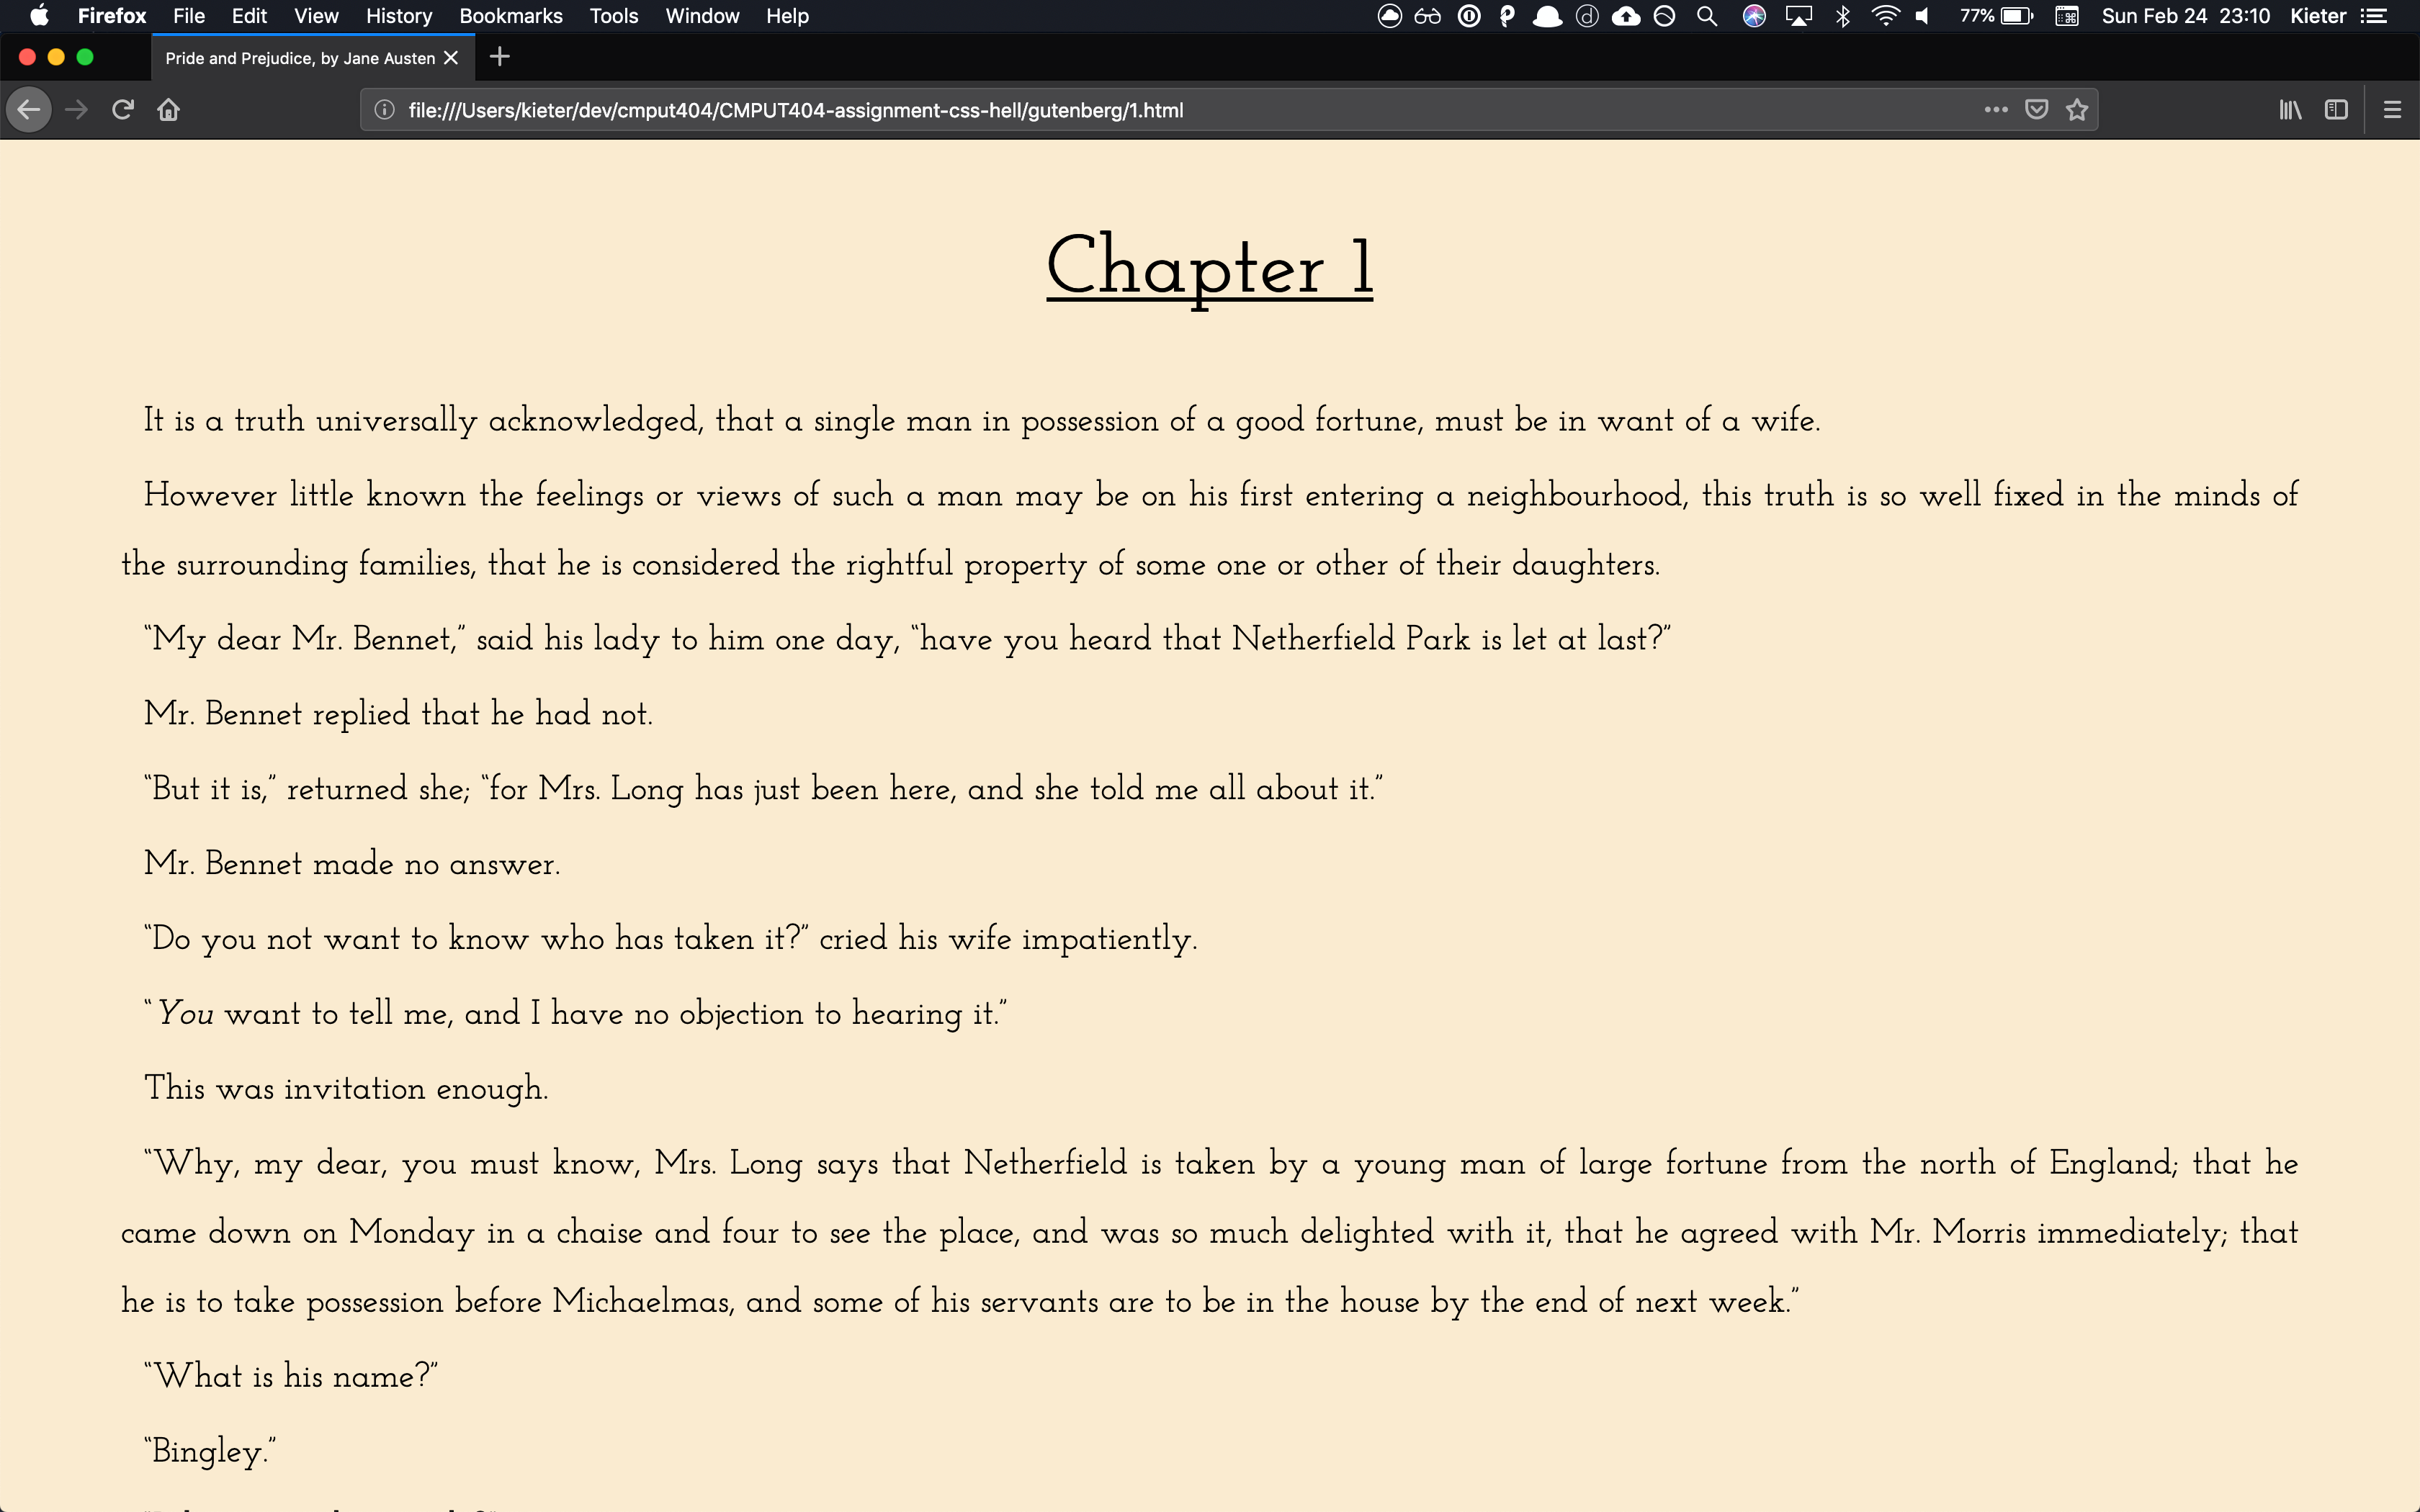 Firefox File Edit View History Bookmarks Tools Window Help 77% Sun Feb 24 23:10 Kieter
Pride and Prejudice, by Jane Austen
file:///Users/kieter/dev/cmput404/CMPUT404-assignment-css-hell/gutenberg/1.html
Chapter 1
It is a truth universally acknowledged, that a single man in possession of a good fortune, must be in want of a wife.
However little known the feelings or views of such a man may be on his first entering a neighbourhood, this truth is so well fixed in the minds of
the surrounding families, that he is considered the rightful property of some one or other of their daughters.
“My dear Mr. Bennet,” said his lady to him one day, “have you heard that Netherfield Park is let at last?”
Mr. Bennet replied that he had not.
“But it is,” returned she; “for Mrs. Long has just been here, and she told me all about it.”
Mr. Bennet made no answer.
“Do you not want to know who has taken it?” cried his wife impatiently.
“You want to tell me, and I have no objection to hearing it.”
This was invitation enough.
“Why, my dear, you must know, Mrs. Long says that Netherfield is taken by a young man of large fortune from the north of England; that he
came down on Monday in a chaise and four to see the place, and was so much delighted with it, that he agreed with Mr. Morris immediately; that
he is to take possession before Michaelmas, and some of his servants are to be in the house by the end of next week.”
“What is his name?”
“Bingley.”